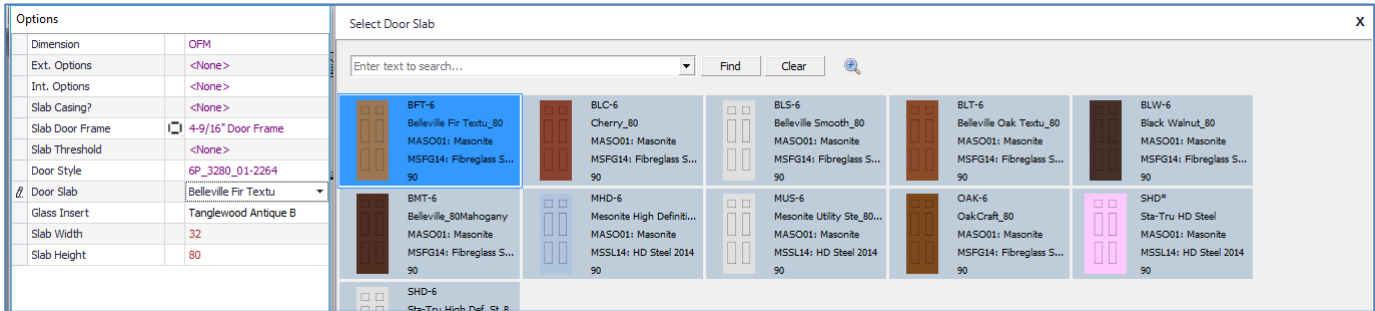 Options
Dimension OFM
Ext. Options <None>
Int. Options <None>
Slab Casing? <None>
Slab Door Frame 4-9/16" Door Frame
Slab Threshold <None>
Door Style 6P_3280_01-2264
Door Slab Belleville Fir Textu
Glass Insert Tanglewood Antique B
Slab Width 32
Slab Height 80
Select Door Slab X
Enter text to search... Find Clear
BFT-6
Belleville Fir Textu_80
MASO01: Masonite
MSFG14: Fibreglass S...
90
BLC-6
Cherry_80
MASO01: Masonite
MSFG14: Fibreglass S...
90
BLS-6
Belleville Smooth_80
MASO01: Masonite
MSFG14: Fibreglass S...
90
BLT-6
Belleville Oak Textu_80
MASO01: Masonite
MSFG14: Fibreglass S...
90
BLW-6
Black Walnut_80
MASO01: Masonite
MSFG14: Fibreglass S...
90
BMT-6
Belleville_80Mahogany
MASO01: Masonite
MSFG14: Fibreglass S...
90
MHD-6
Mesonite High Definiti...
MASO01: Masonite
MSSL14: HD Steel 2014
90
MUS-6
Mesonite Utility Ste_80...
MASO01: Masonite
MSSL14: HD Steel 2014
90
OAK-6
OakCraft_80
MASO01: Masonite
MSFG14: Fibreglass S...
90
SHD*
Sta-Tru HD Steel
MASO01: Masonite
MSSL14: HD Steel 2014
90
SHD-6
Sta-Tru High Def. St_8